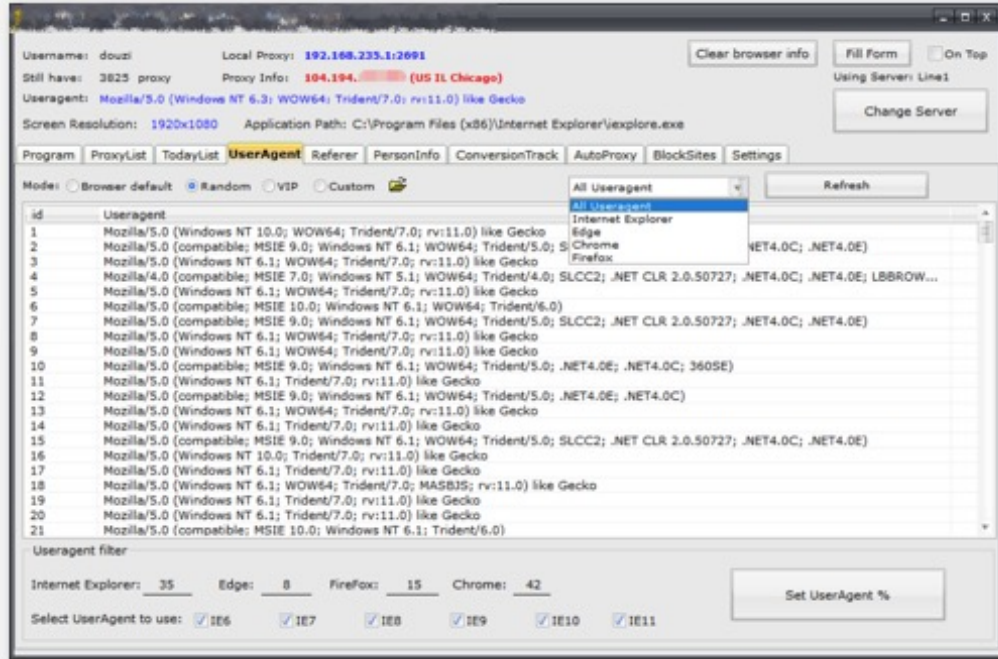 Username: douzi Local Proxy: 192.168.235.1:2691 Clear browser info Fill Form On Top
Still have: 3825 proxy Proxy Info: 104.194. (US IL Chicago) Using Server: Line1
Useragent: Mozilla/5.0 (Windows NT 6.3; WOW64; Trident/7.0; rv:11.0) like Gecko Change Server
Screen Resolution: 1920x1080 Application Path: C:\Program Files (x86)\Internet Explorer\iexplore.exe
Program ProxyList TodayList UserAgent Referer PersonInfo ConversionTrack AutoProxy BlockSites Settings
Mode: Browser default Random VIP Custom All Useragent Refresh
All Useragent
Internet Explorer
Edge
Chrome
Firefox
id Useragent
1 Mozilla/5.0 (Windows NT 10.0; WOW64; Trident/7.0; rv:11.0) like Gecko
2 Mozilla/5.0 (compatible; MSIE 9.0; Windows NT 6.1; WOW64; Trident/5.0; S NET4.0C; .NET4.0E)
3 Mozilla/5.0 (Windows NT 6.1; WOW64; Trident/7.0; rv:11.0) like Gecko
4 Mozilla/4.0 (compatible; MSIE 7.0; Windows NT 5.1; WOW64; Trident/4.0; SLCC2; .NET CLR 2.0.50727; .NET4.0C; .NET4.0E; LBBROW...
5 Mozilla/5.0 (Windows NT 6.1; WOW64; Trident/7.0; rv:11.0) like Gecko
6 Mozilla/5.0 (compatible; MSIE 10.0; Windows NT 6.1; WOW64; Trident/6.0)
7 Mozilla/5.0 (compatible; MSIE 9.0; Windows NT 6.1; WOW64; Trident/5.0; SLCC2; .NET CLR 2.0.50727; .NET4.0C; .NET4.0E)
8 Mozilla/5.0 (Windows NT 6.1; WOW64; Trident/7.0; rv:11.0) like Gecko
9 Mozilla/5.0 (Windows NT 6.1; WOW64; Trident/7.0; rv:11.0) like Gecko
10 Mozilla/5.0 (compatible; MSIE 9.0; Windows NT 6.1; WOW64; Trident/5.0; .NET4.0E; .NET4.0C; 360SE)
11 Mozilla/5.0 (Windows NT 6.1; Trident/7.0; rv:11.0) like Gecko
12 Mozilla/5.0 (compatible; MSIE 9.0; Windows NT 6.1; WOW64; Trident/5.0; .NET4.0E; .NET4.0C)
13 Mozilla/5.0 (Windows NT 6.1; WOW64; Trident/7.0; rv:11.0) like Gecko
14 Mozilla/5.0 (Windows NT 6.1; WOW64; Trident/7.0; rv:11.0) like Gecko
15 Mozilla/5.0 (compatible; MSIE 9.0; Windows NT 6.1; WOW64; Trident/5.0; SLCC2; .NET CLR 2.0.50727; .NET4.0C; .NET4.0E)
16 Mozilla/5.0 (Windows NT 10.0; Trident/7.0; rv:11.0) like Gecko
17 Mozilla/5.0 (Windows NT 6.1; Trident/7.0; rv:11.0) like Gecko
18 Mozilla/5.0 (Windows NT 6.1; WOW64; Trident/7.0; MASBJS; rv:11.0) like Gecko
19 Mozilla/5.0 (Windows NT 6.1; Trident/7.0; rv:11.0) like Gecko
20 Mozilla/5.0 (Windows NT 6.1; Trident/7.0; rv:11.0) like Gecko
21 Mozilla/5.0 (compatible; MSIE 10.0; Windows NT 6.1; Trident/6.0)
Useragent filter
Internet Explorer: 35 Edge: 8 FireFox: 15 Chrome: 42 Set UserAgent %
Select UserAgent to use: IE6 IE7 IE8 IE9 IE10 IE11